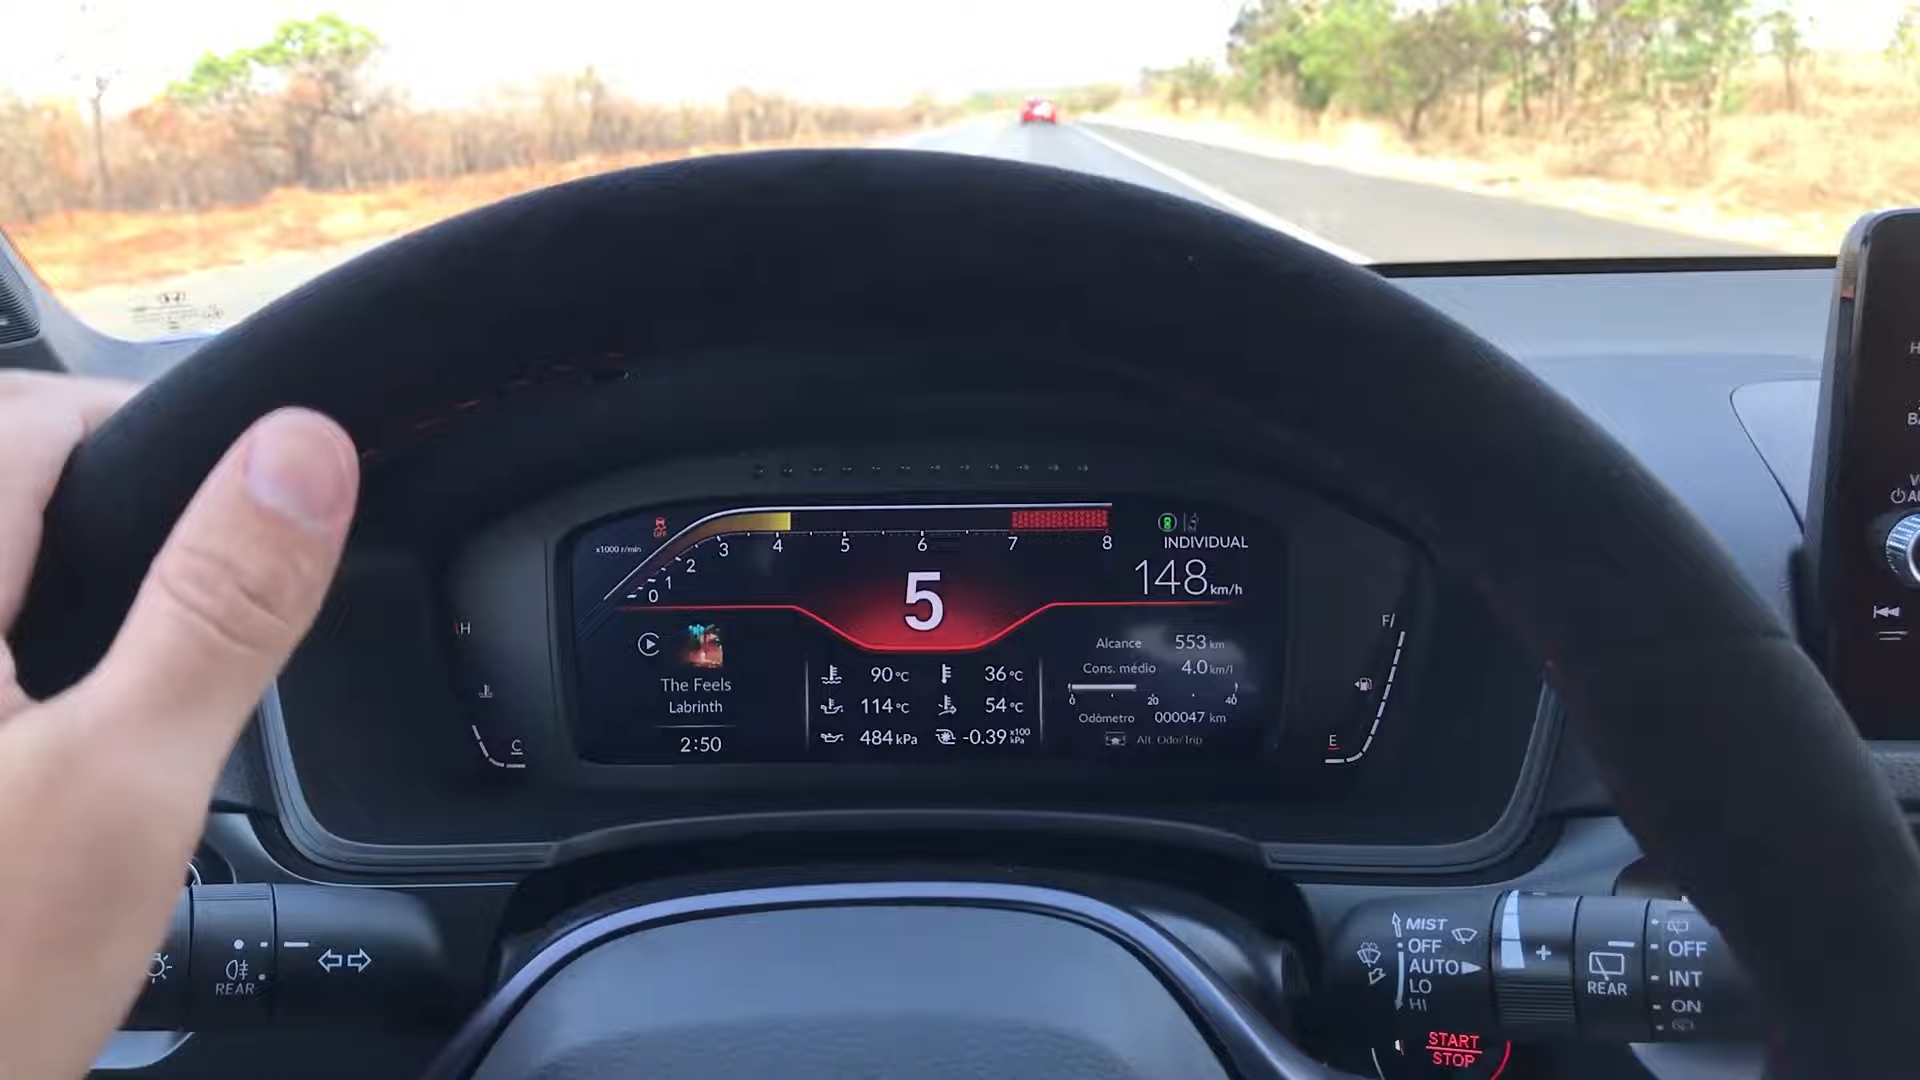 x1000 r/min
OFF
0 1 2 3 4 5 6 7 8
INDIVIDUAL
148 km/h
5
H
C
The Feels
Labrinth
2:50
90 °C
36 °C
114 °C
54 °C
484 kPa
-0.39 x100 kPa
Alcance 553 km
Cons. médio 4.0 km/l
0 20 40
Odômetro 000047 km
Alt. Odo/Trip
F/
E
REAR
MIST
OFF
AUTO
LO
HI
+
REAR
OFF
INT
ON
START
STOP